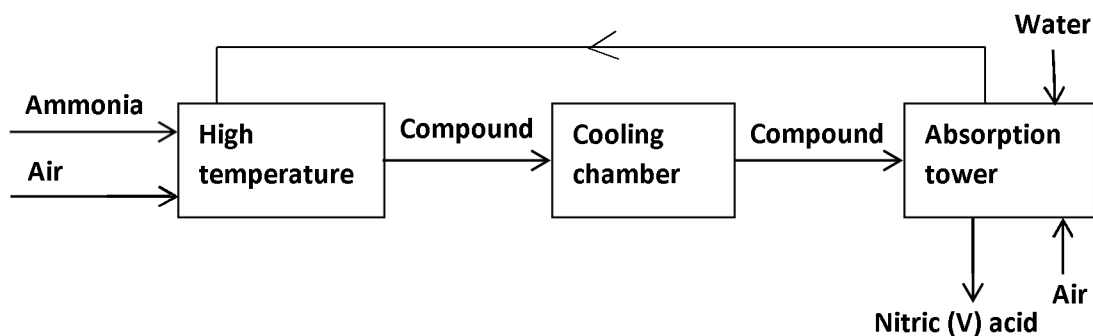 Water
Ammonia
Air
High
temperature
Compound
Cooling
chamber
Compound
Absorption
tower
Nitric (V) acid
Air